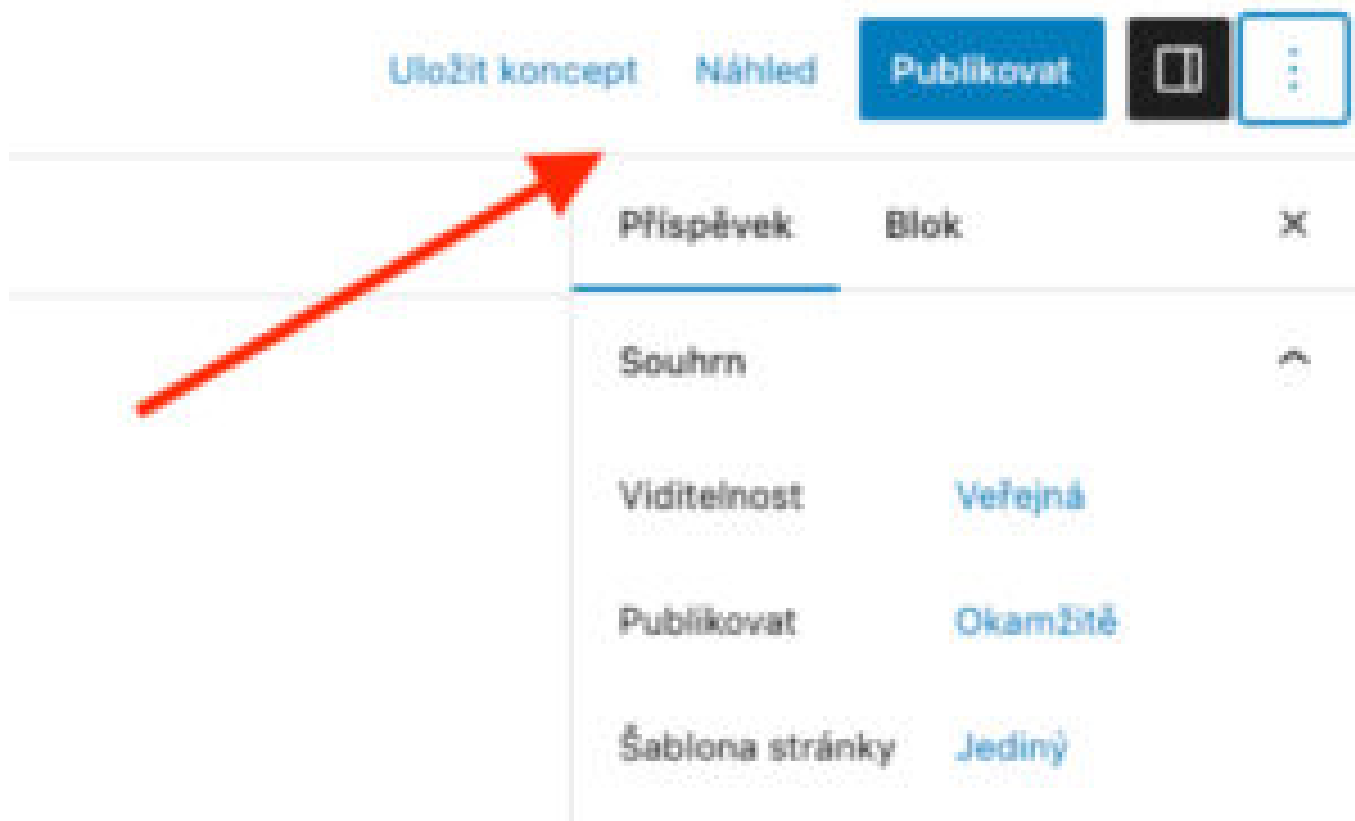 Uložit koncept Náhled Publikovat
Příspěvek Blok
Souhrn
Viditelnost Veřejná
Publikovat Okamžitě
Šablona stránky Jediný